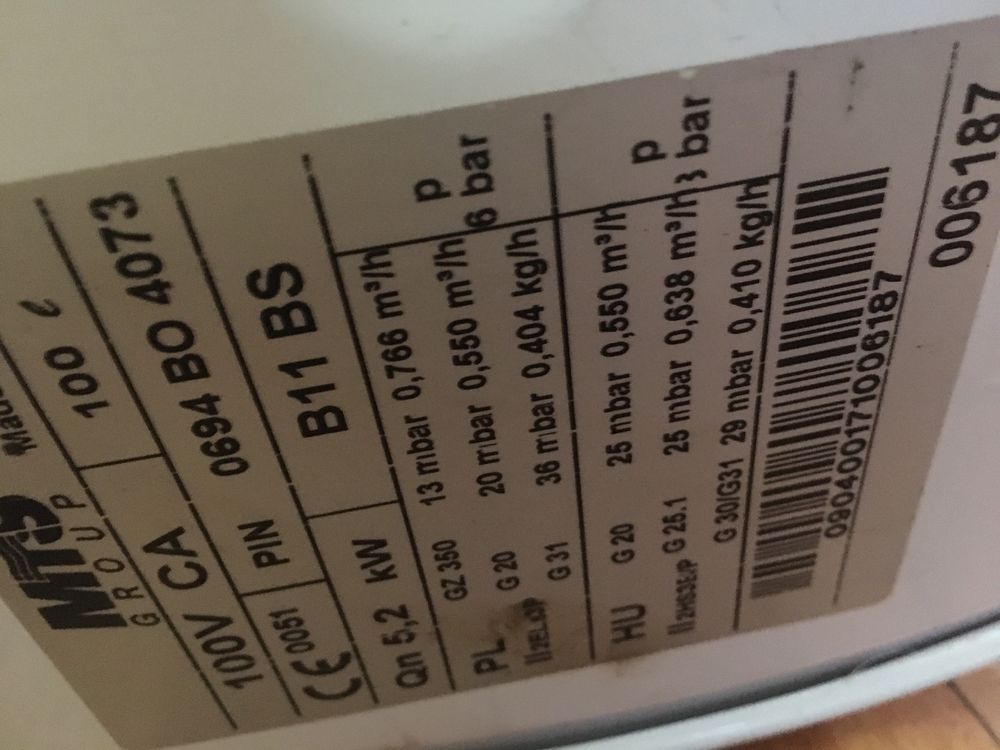 MTS
GROUP
100V CA 100 ℓ
PIN 0694 BO 4073
CE 0051 B11 BS
Qn 5,2 kW
GZ 350 13 mbar 0,766 m³/h
PL G 20 20 mbar 0,550 m³/h p
G 31 36 mbar 0,404 kg/h 6 bar
G 20 25 mbar 0,550 m³/h
HU G 25.1 25 mbar 0,638 m³/h p
II2HS3B/P G 30/G31 29 mbar 0,410 kg/h 3 bar
090400171006187
006187